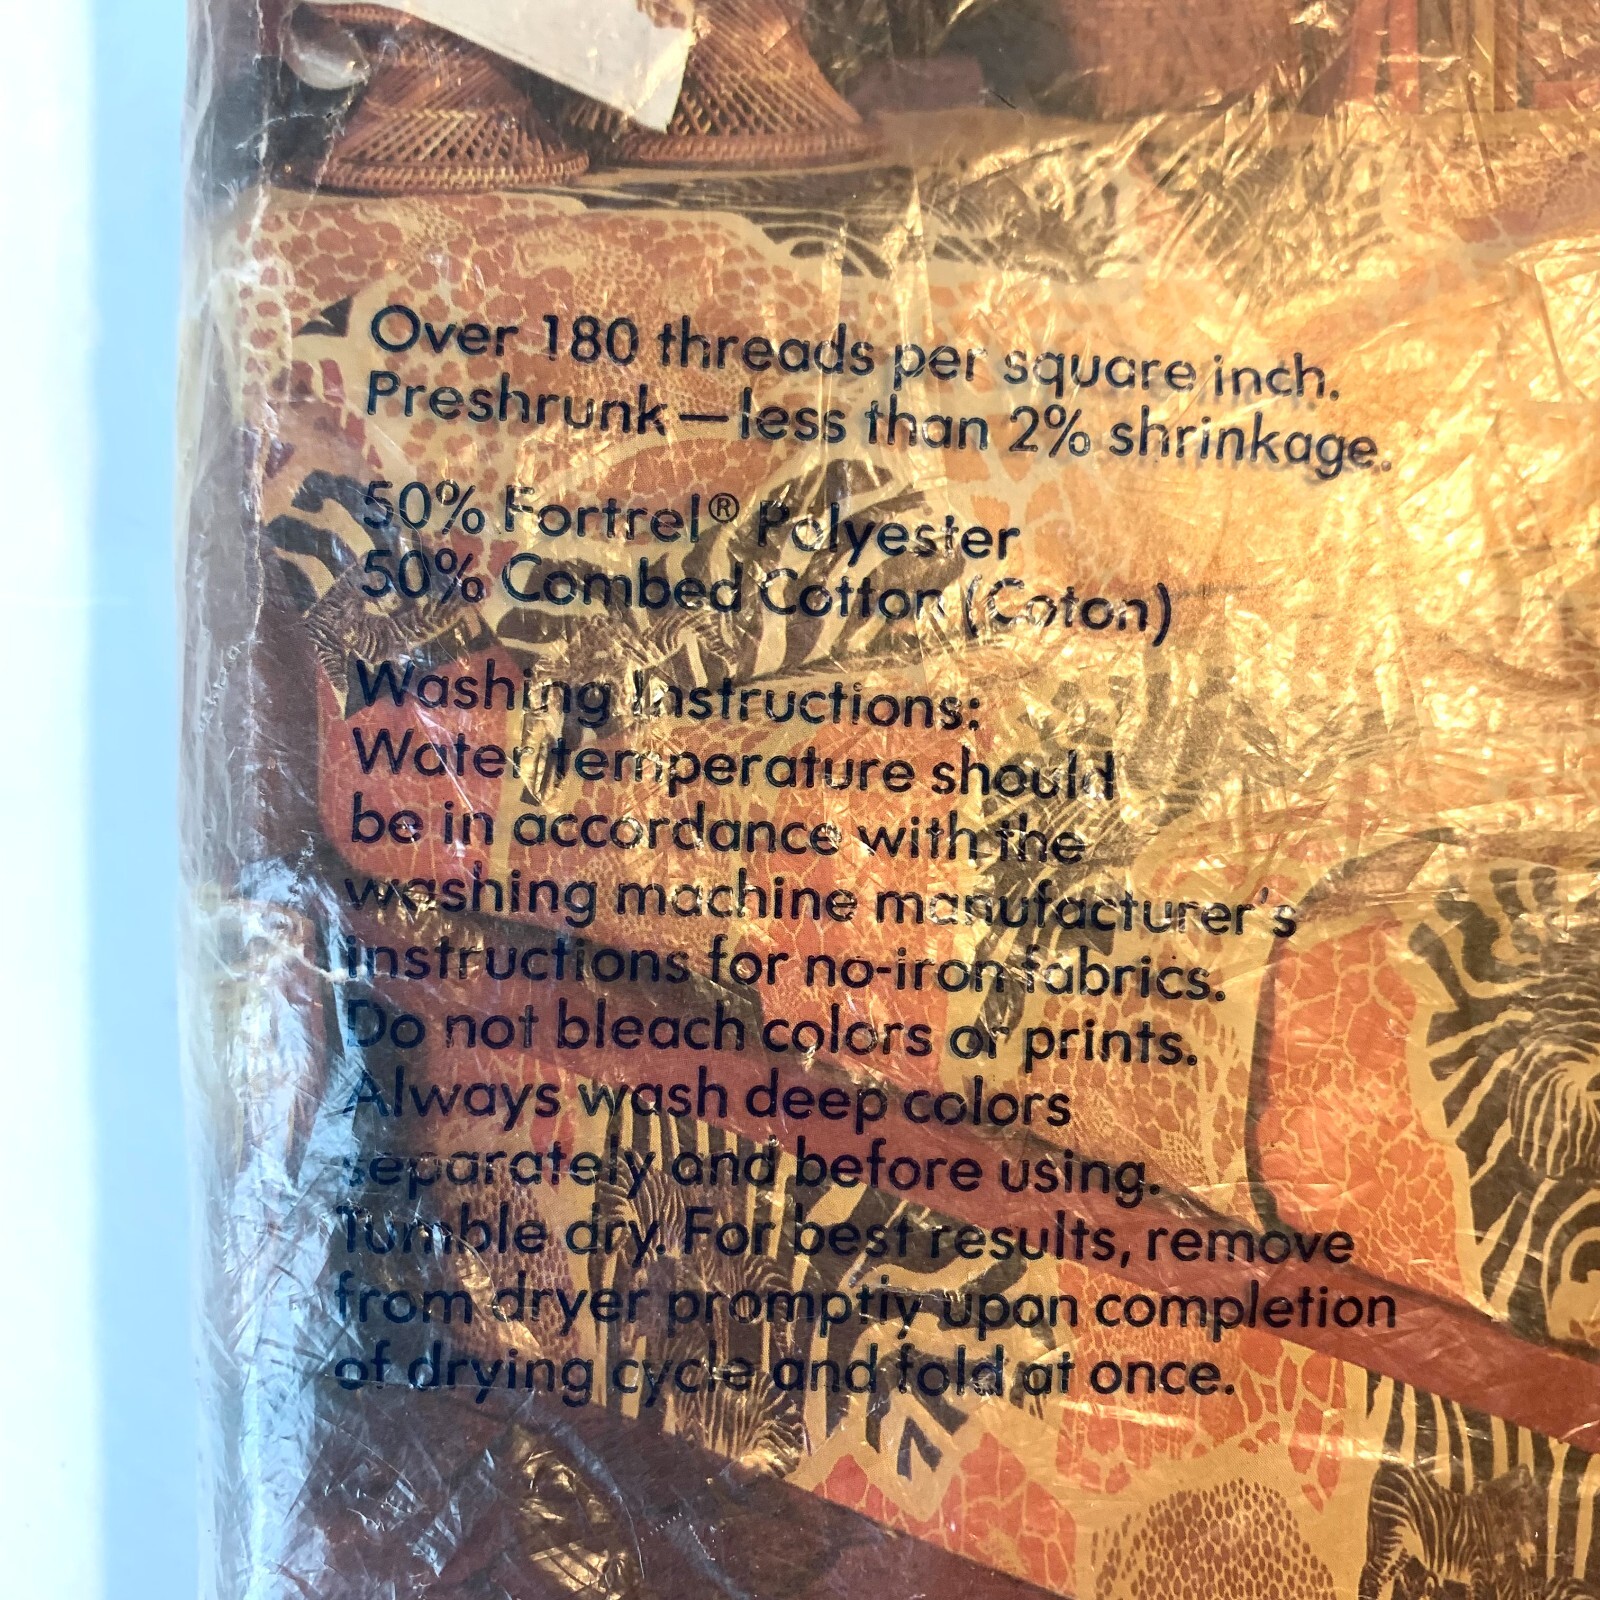 Over 180 threads per square inch.
Preshrunk—less than 2% shrinkage.
50% Fortrel® Polyester
50% Combed Cotton (Coton)
Washing Instructions:
Water temperature should
be in accordance with the
washing machine manufacturer's
instructions for no-iron fabrics.
Do not bleach colors or prints.
Always wash deep colors
separately and before using.
Tumble dry. For best results, remove
from dryer promptly upon completion
of drying cycle and fold at once.